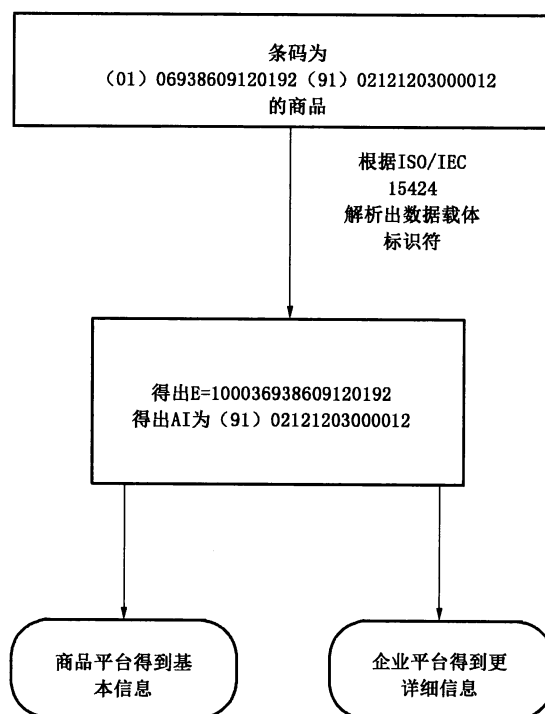 条码为
（01）06938609120192（91）02121203000012
的商品
根据ISO/IEC
15424
解析出数据载体
标识符
得出E=100036938609120192
得出AI为（91）02121203000012
商品平台得到基
本信息
企业平台得到更
详细信息